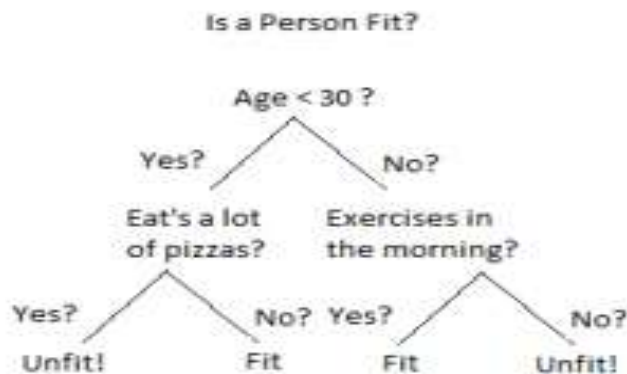 Is a Person Fit?
Age < 30 ?
Yes?
No?
Eat's a lot
of pizzas?
Exercises in
the morning?
Yes?
No?
Yes?
No?
Unfit!
Fit
Fit
Unfit!